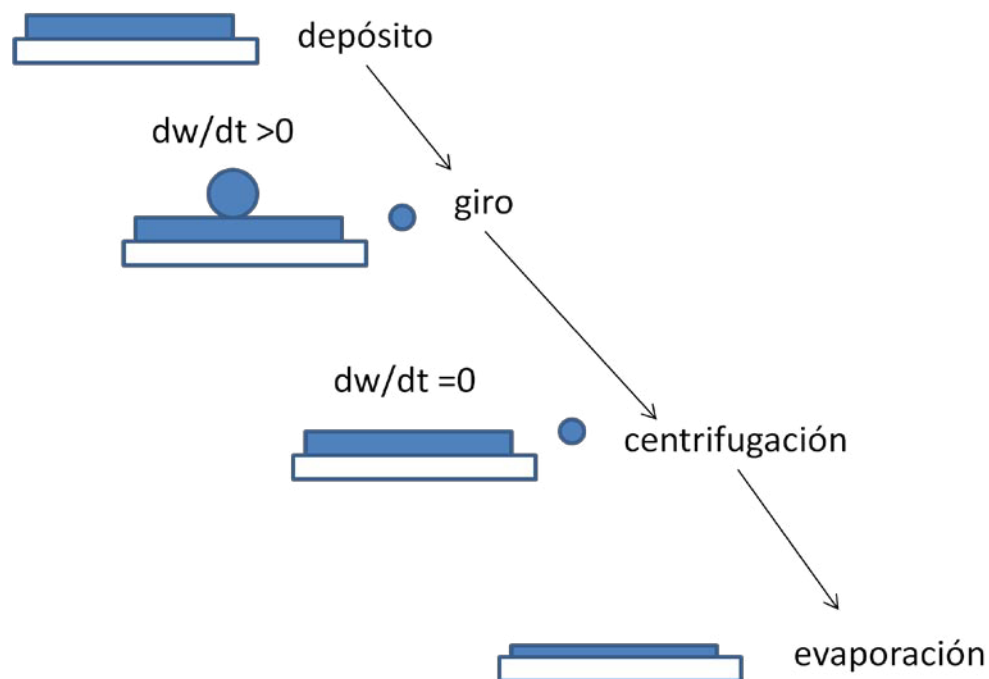 depósito
dw/dt >0
giro
dw/dt =0
centrifugación
evaporación